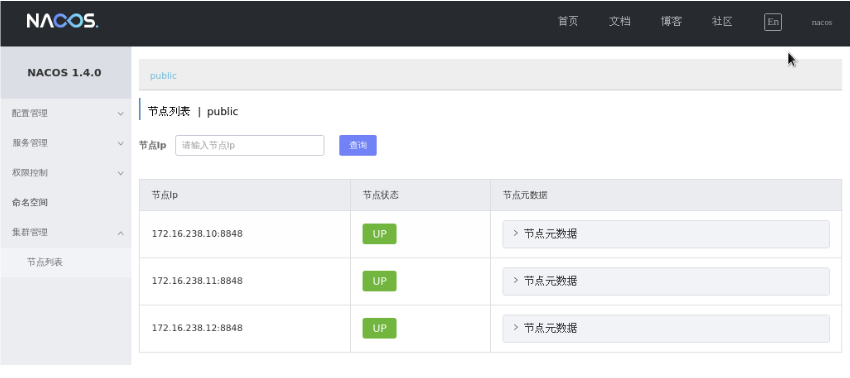 NACOS.
首页 文档 博客 社区 En nacos
NACOS 1.4.0
配置管理
服务管理
权限控制
命名空间
集群管理
节点列表
public
节点列表 | public
节点Ip 请输入节点Ip 查询
节点Ip 节点状态 节点元数据
172.16.238.10:8848 UP 节点元数据
172.16.238.11:8848 UP 节点元数据
172.16.238.12:8848 UP 节点元数据